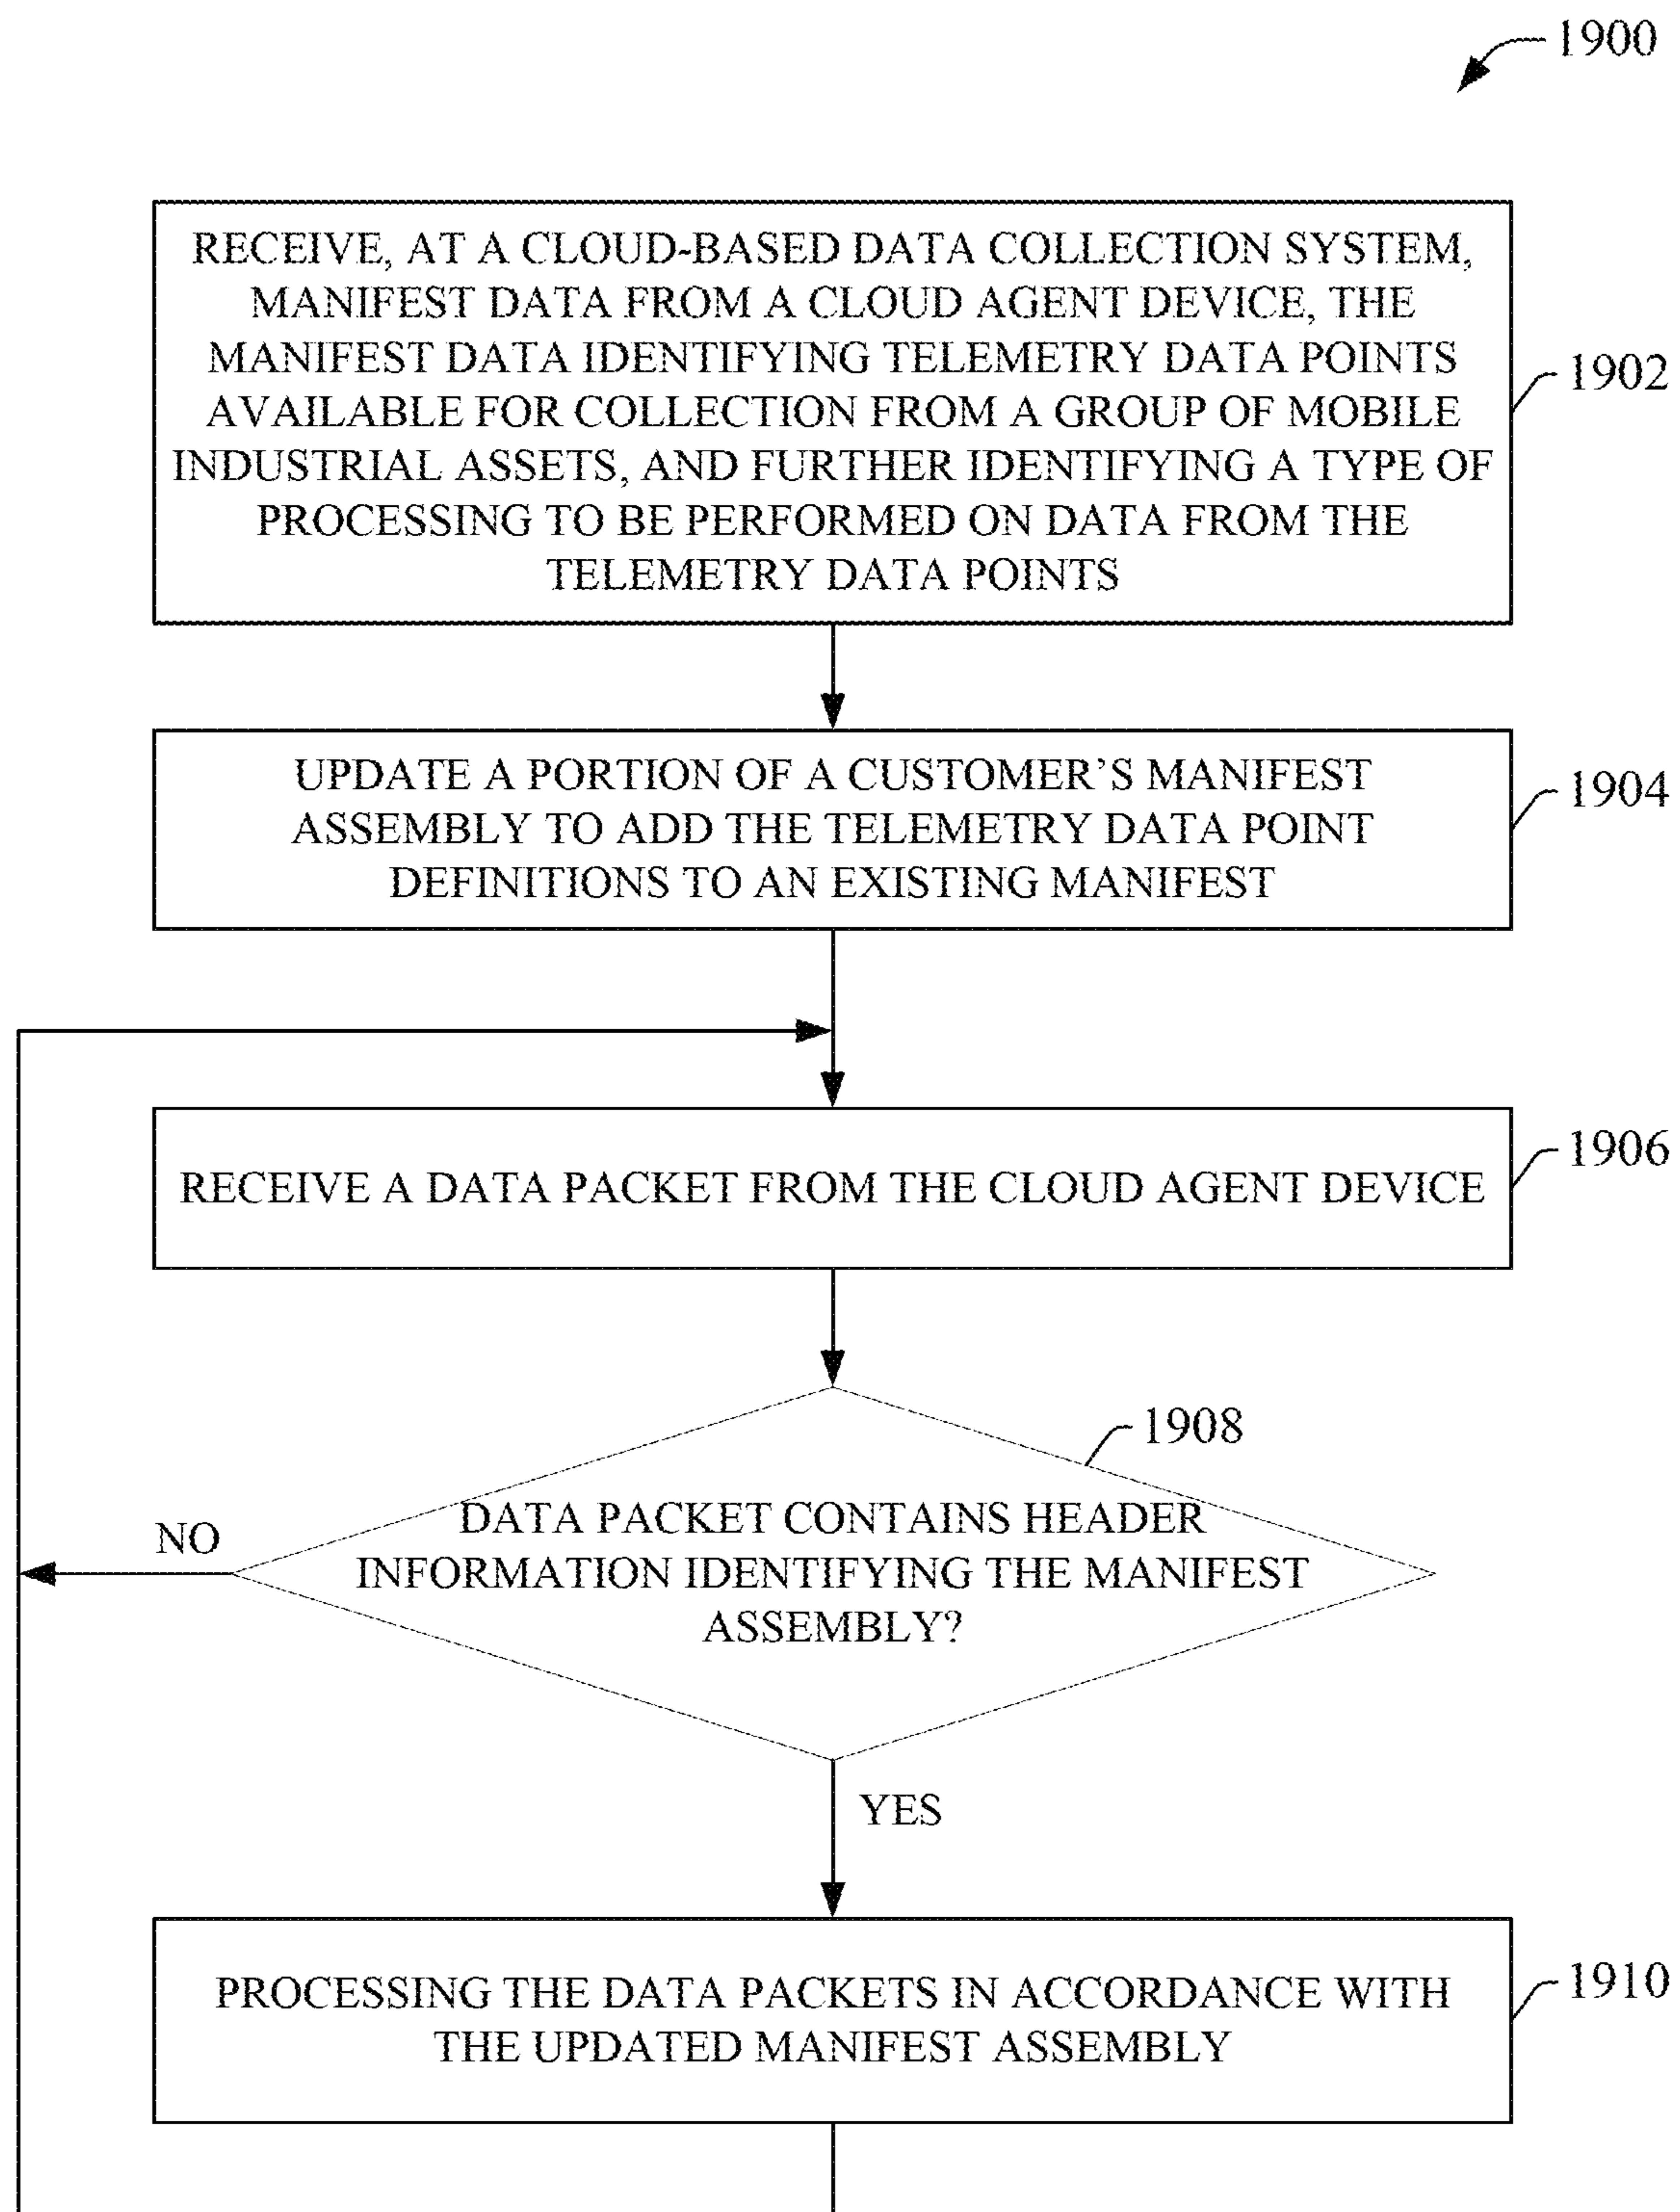 1900
RECEIVE, AT A CLOUD-BASED DATA COLLECTION SYSTEM,
MANIFEST DATA FROM A CLOUD AGENT DEVICE, THE
MANIFEST DATA IDENTIFYING TELEMETRY DATA POINTS
AVAILABLE FOR COLLECTION FROM A GROUP OF MOBILE
INDUSTRIAL ASSETS, AND FURTHER IDENTIFYING A TYPE OF
PROCESSING TO BE PERFORMED ON DATA FROM THE
TELEMETRY DATA POINTS
1902
UPDATE A PORTION OF A CUSTOMER’S MANIFEST
ASSEMBLY TO ADD THE TELEMETRY DATA POINT
DEFINITIONS TO AN EXISTING MANIFEST
1904
RECEIVE A DATA PACKET FROM THE CLOUD AGENT DEVICE
1906
1908
DATA PACKET CONTAINS HEADER
INFORMATION IDENTIFYING THE MANIFEST
ASSEMBLY?
NO
YES
PROCESSING THE DATA PACKETS IN ACCORDANCE WITH
THE UPDATED MANIFEST ASSEMBLY
1910